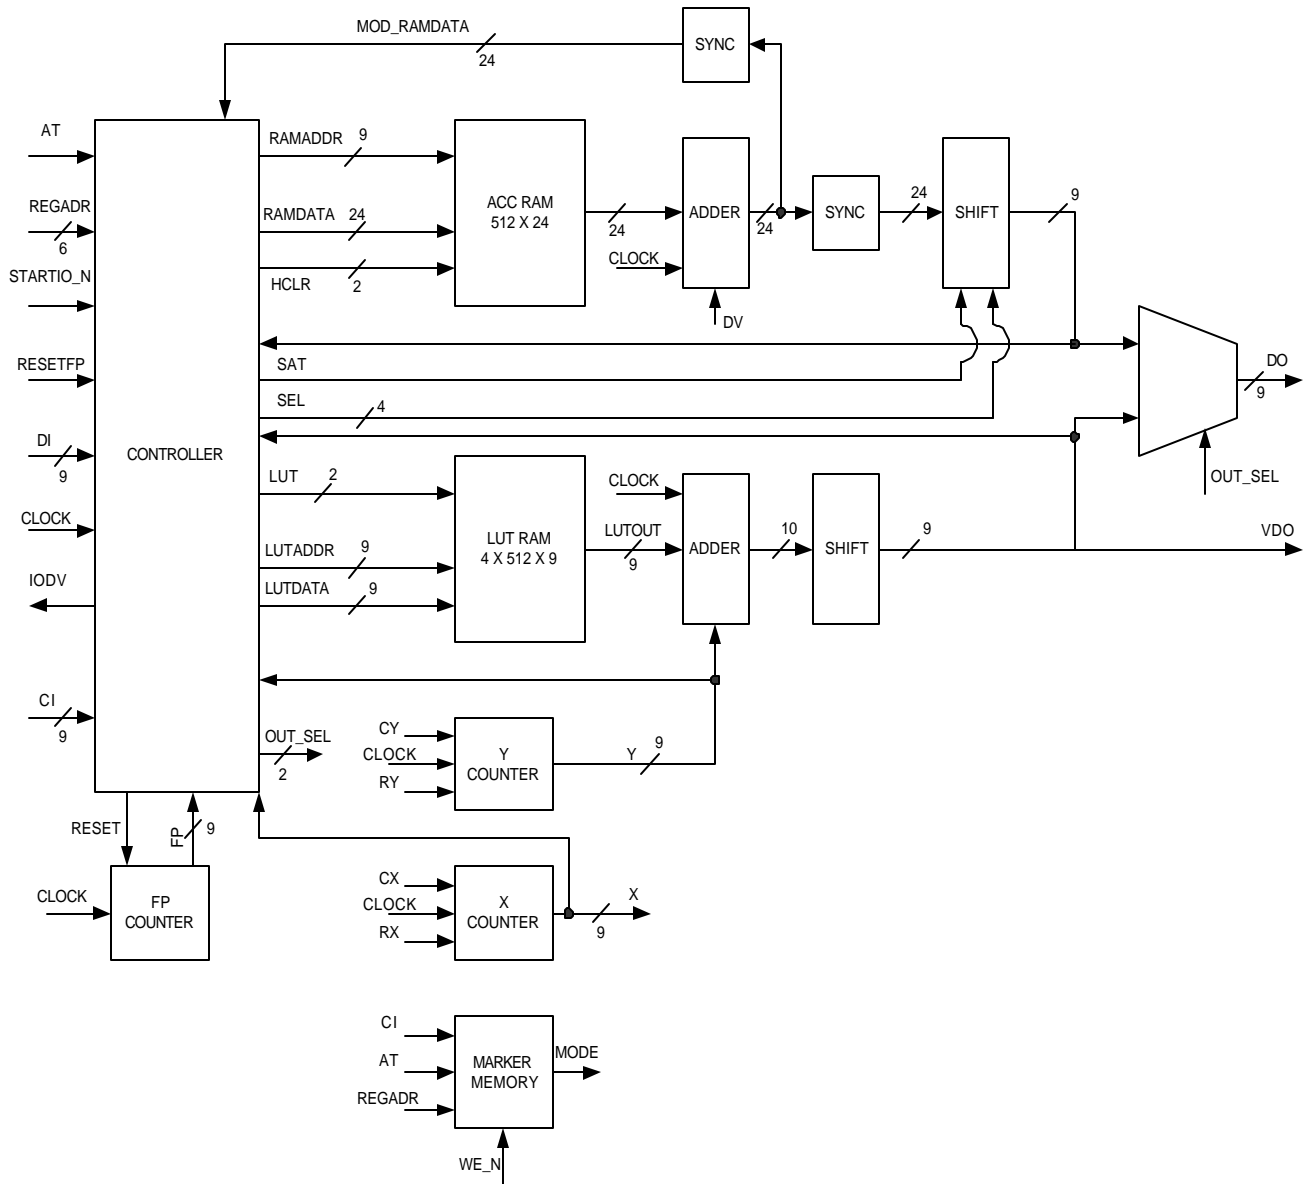 MOD_RAMDATA
24
SYNC
AT
REGADR
6
STARTIO_N
RESETFP
DI
9
CLOCK
IODV
CI
9
CONTROLLER
RAMADDR
9
RAMDATA
24
HCLR
2
ACC RAM
512 X 24
24
CLOCK
ADDER
24
DV
SYNC
24
SHIFT
9
SAT
SEL
4
DO
9
OUT_SEL
LUT
2
LUTADDR
9
LUTDATA
9
LUT RAM
4 X 512 X 9
CLOCK
LUTOUT
9
ADDER
10
SHIFT
9
VDO
OUT_SEL
2
CY
CLOCK
RY
Y
COUNTER
Y
9
RESET
FP
9
CLOCK
FP
COUNTER
CX
CLOCK
RX
X
COUNTER
9
X
CI
AT
REGADR
MARKER
MEMORY
MODE
WE_N